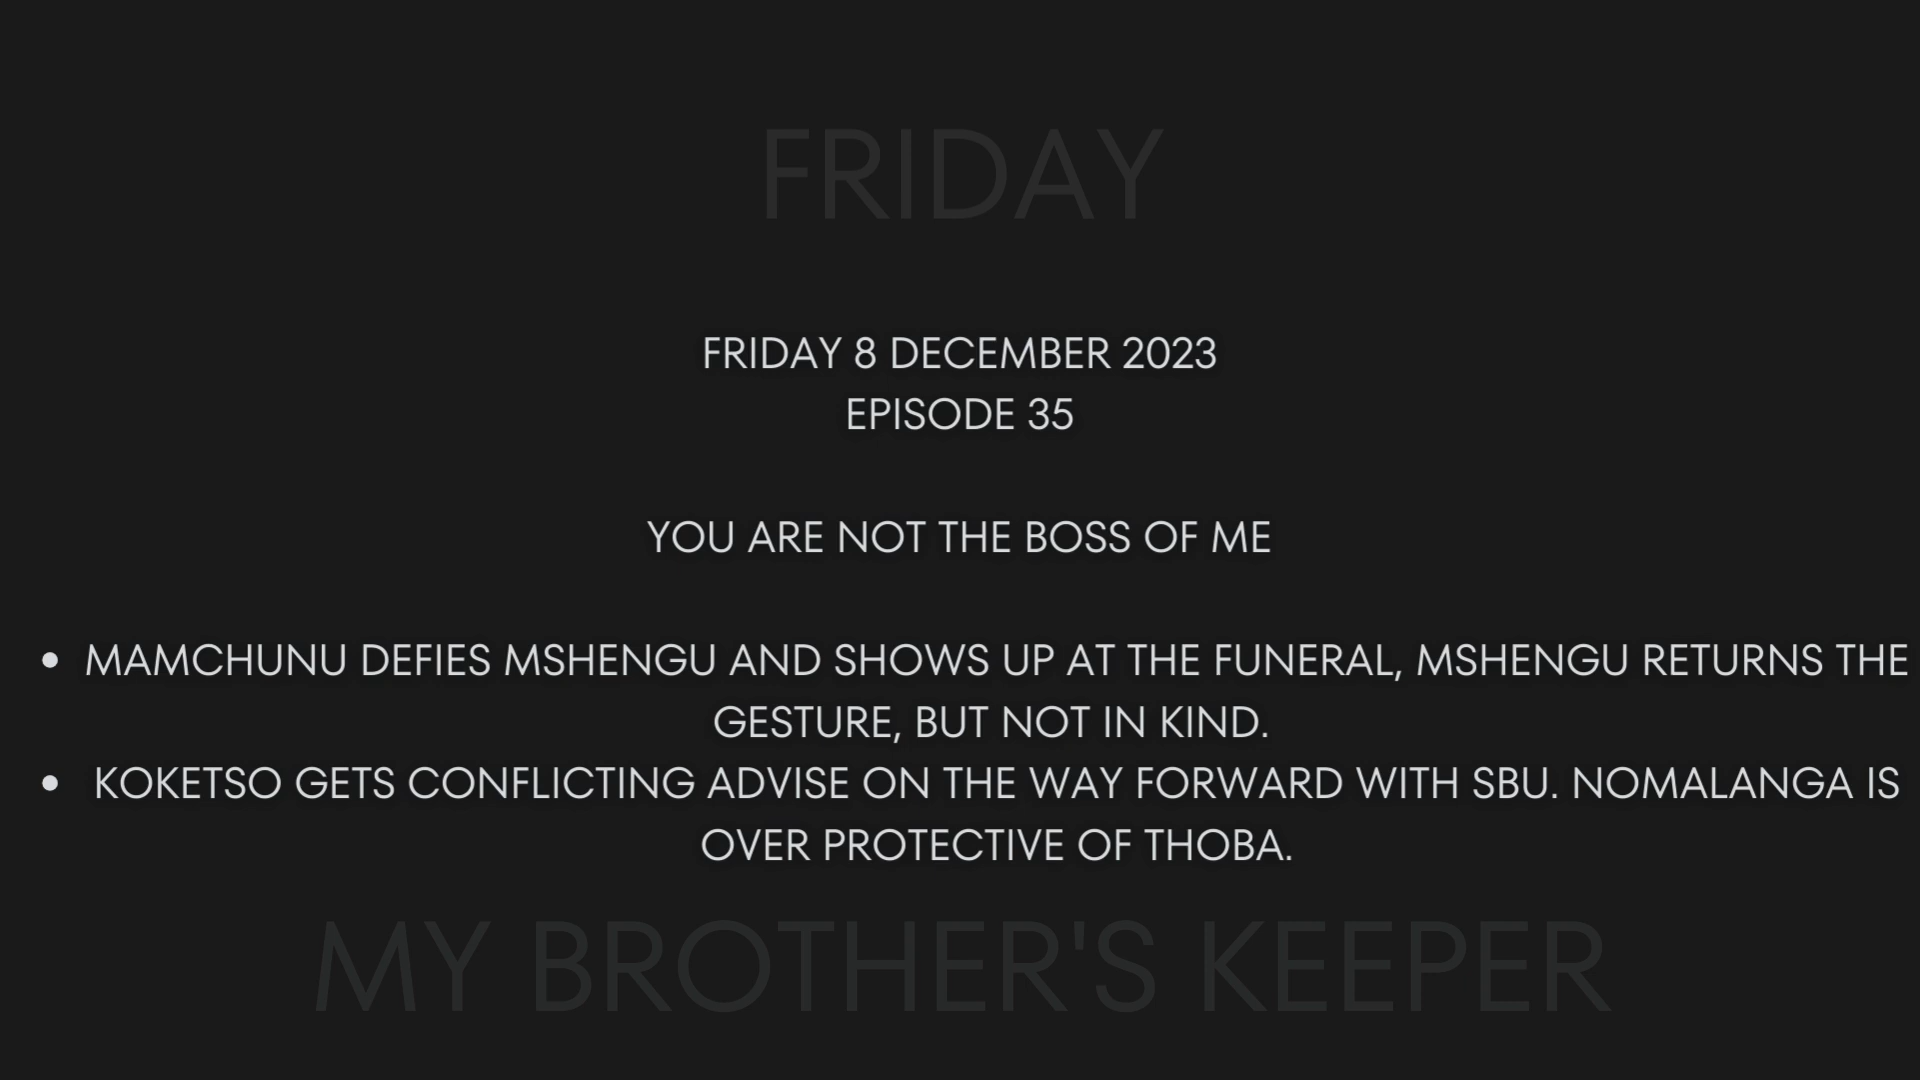 FRIDAY
FRIDAY 8 DECEMBER 2023
EPISODE 35
YOU ARE NOT THE BOSS OF ME
• MAMCHUNU DEFIES MSHENGU AND SHOWS UP AT THE FUNERAL, MSHENGU RETURNS THE
GESTURE, BUT NOT IN KIND.
• KOKETSO GETS CONFLICTING ADVISE ON THE WAY FORWARD WITH SBU. NOMALANGA IS
OVER PROTECTIVE OF THOBA.
MY BROTHER'S KEEPER